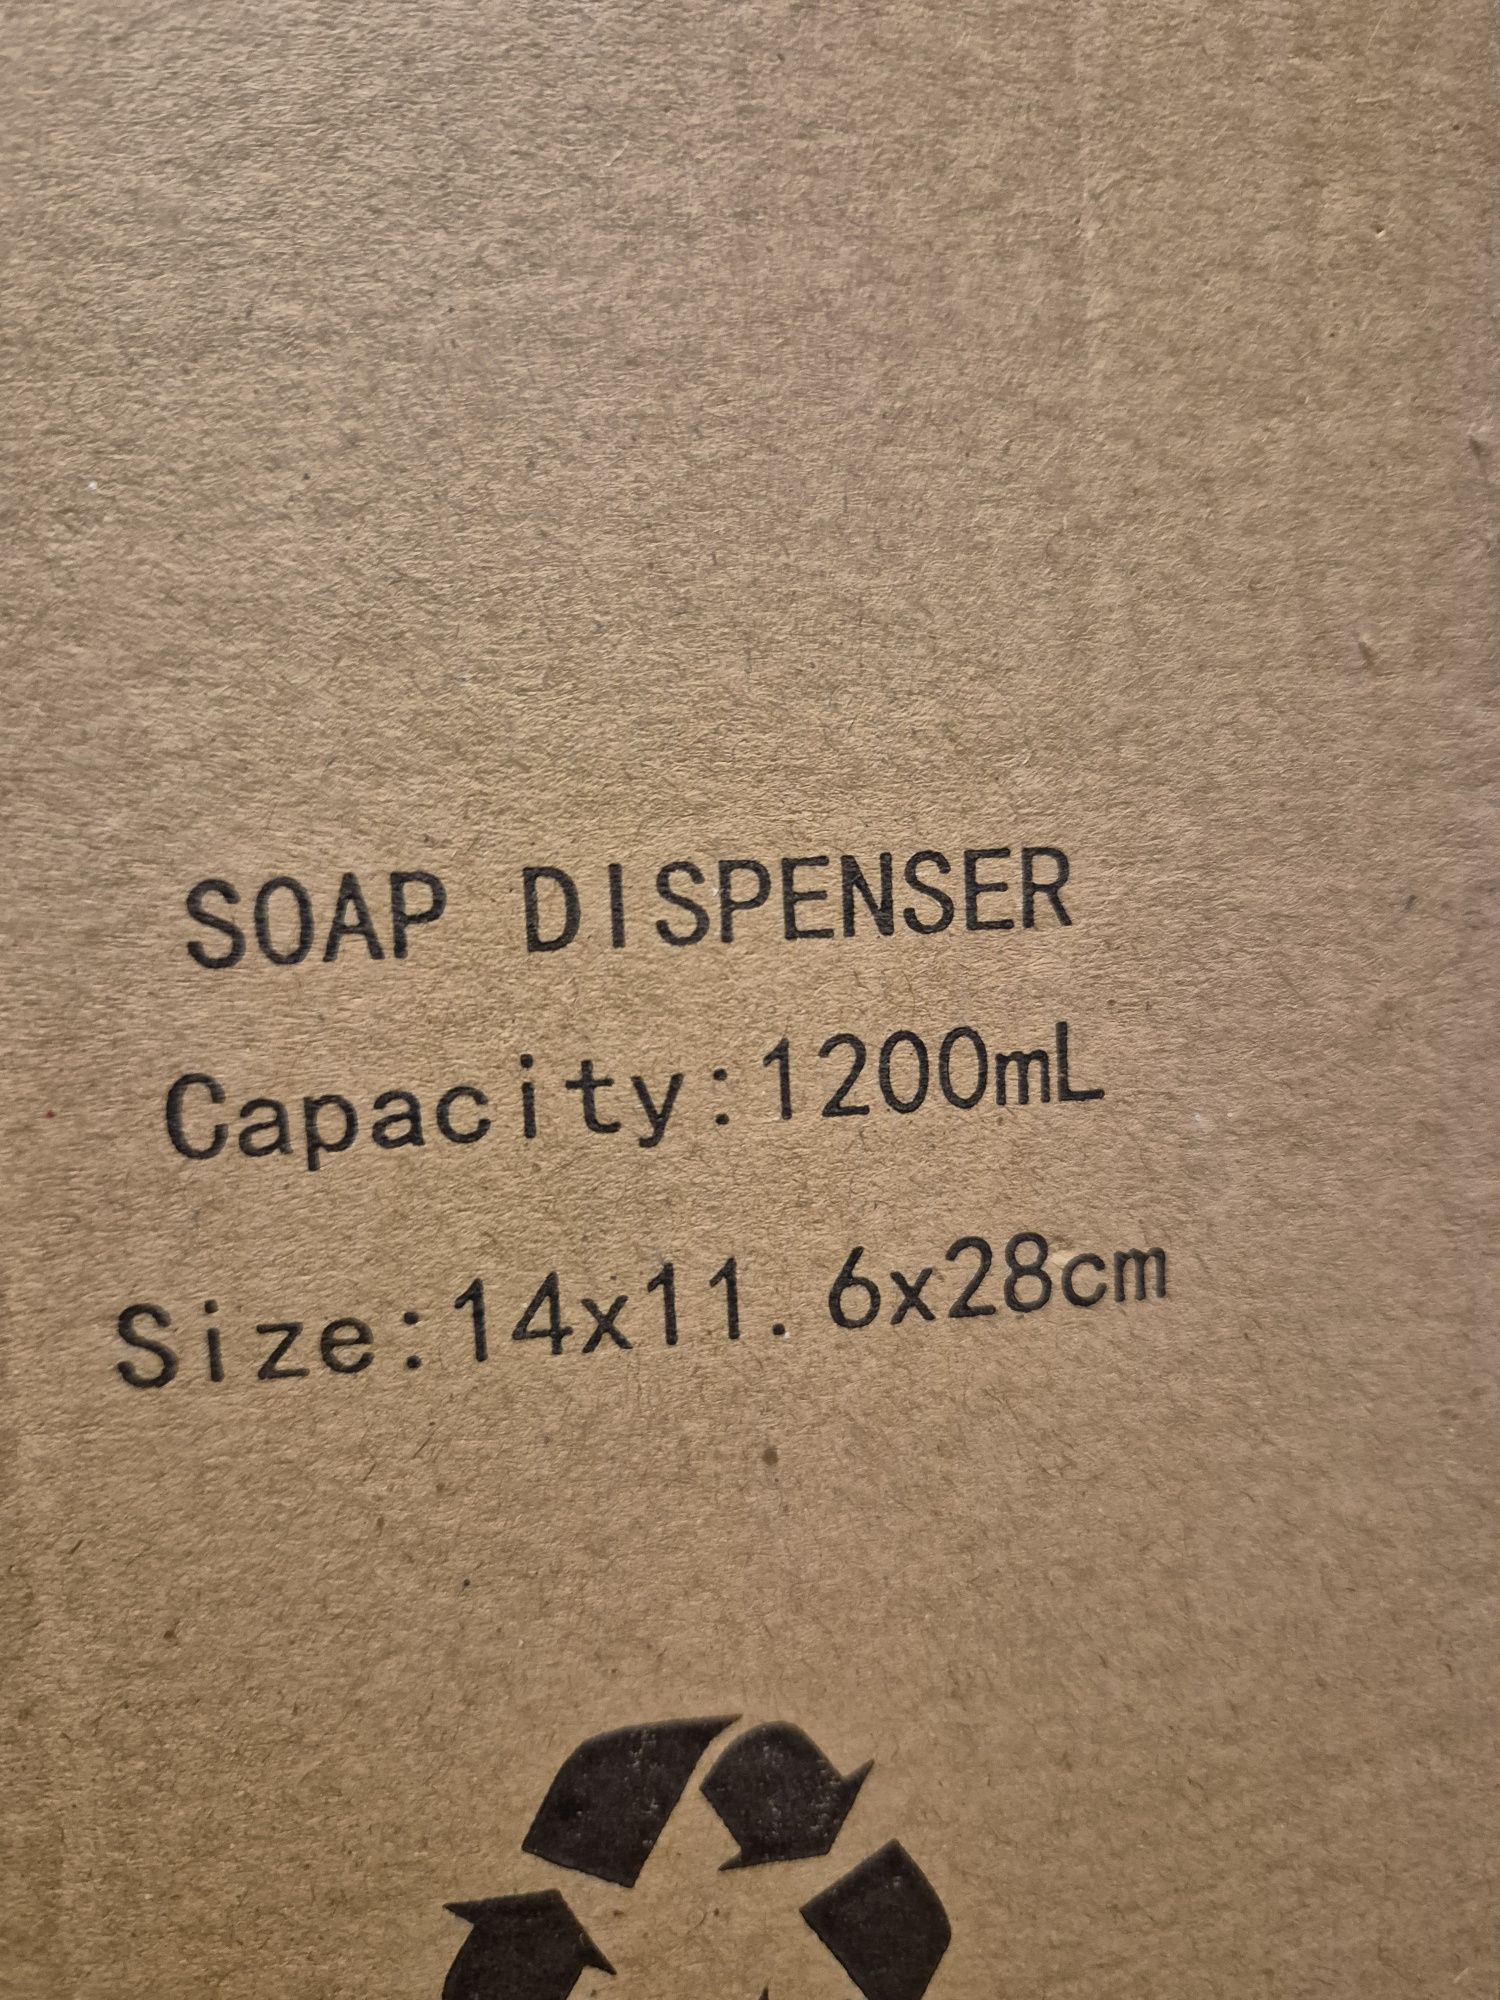 SOAP DISPENSER
Capacity:1200mL
Size:14x11.6x28cm